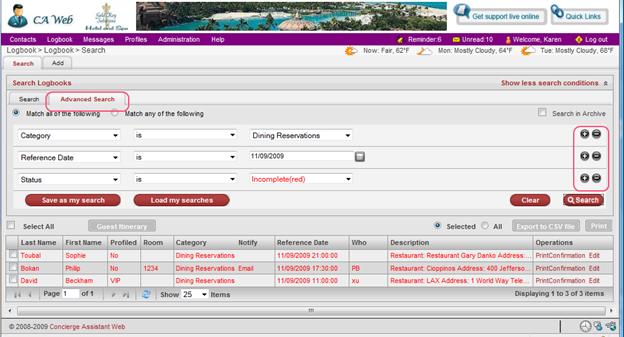 CA Web
Hotel and Spa
Get support live online
Quick Links
Contacts Logbook Messages Profiles Administration Help Reminder:6 Unread:10 Welcome, Karen Log out
Logbook > Logbook > Search Now: Fair, 62°F Mon: Mostly Cloudy, 64°F Tue: Mostly Cloudy, 68°F
Search Add
Search Logbooks Show less search conditions
Search Advanced Search
Match all of the following Match any of the following Search in Archive
Category is Dining Reservations
Reference Date is 11/09/2009
Status is Incomplete(red)
Save as my search Load my searches Clear Search
Select All Guest Itinerary Selected All Export to CSV file Print
Last Name First Name Profiled Room Category Notify Reference Date Who Description Operations
Toubal Sophie No Dining Reservations 11/09/2009 21:00:00 Restaurant: Restaurant Gary Danko Address:... PrintConfirmation Edit
Bokan Philip No 1234 Dining Reservations Email 11/09/2009 17:30:00 PB Restaurant: Cioppinos Address: 400 Jefferso... PrintConfirmation Edit
David Beckham VIP Dining Reservations 11/09/2009 11:00:00 xu Restaurant: LAX Address: 1 World Way Tele... PrintConfirmation Edit
Page 1 of 1 Show 25 Items Displaying 1 to 3 of 3 items
© 2008-2009 Concierge Assistant Web